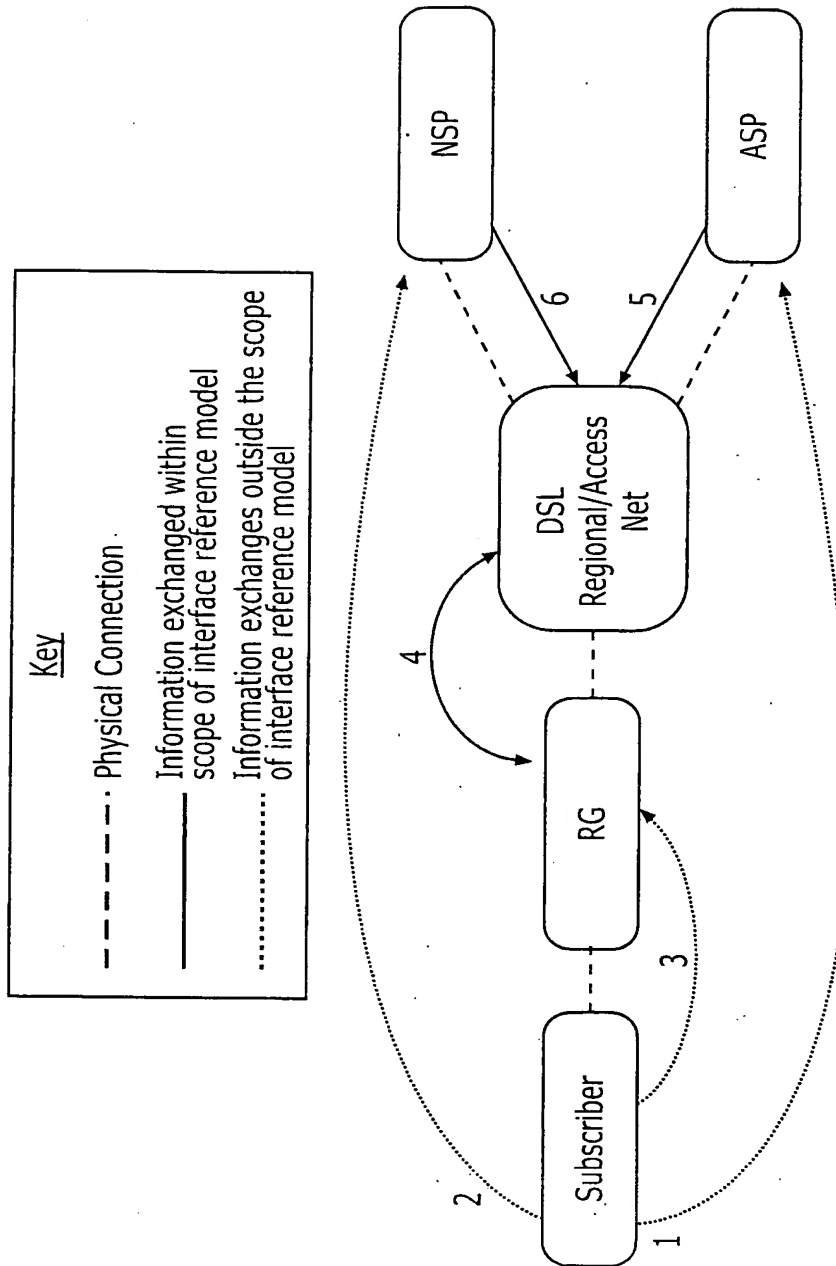 Key
Physical Connection
Information exchanged within
scope of interface reference model
Information exchanges outside the scope
of interface reference model
NSP
ASP
6
5
DSL
Regional/Access
Net
4
RG
3
Subscriber
2
1